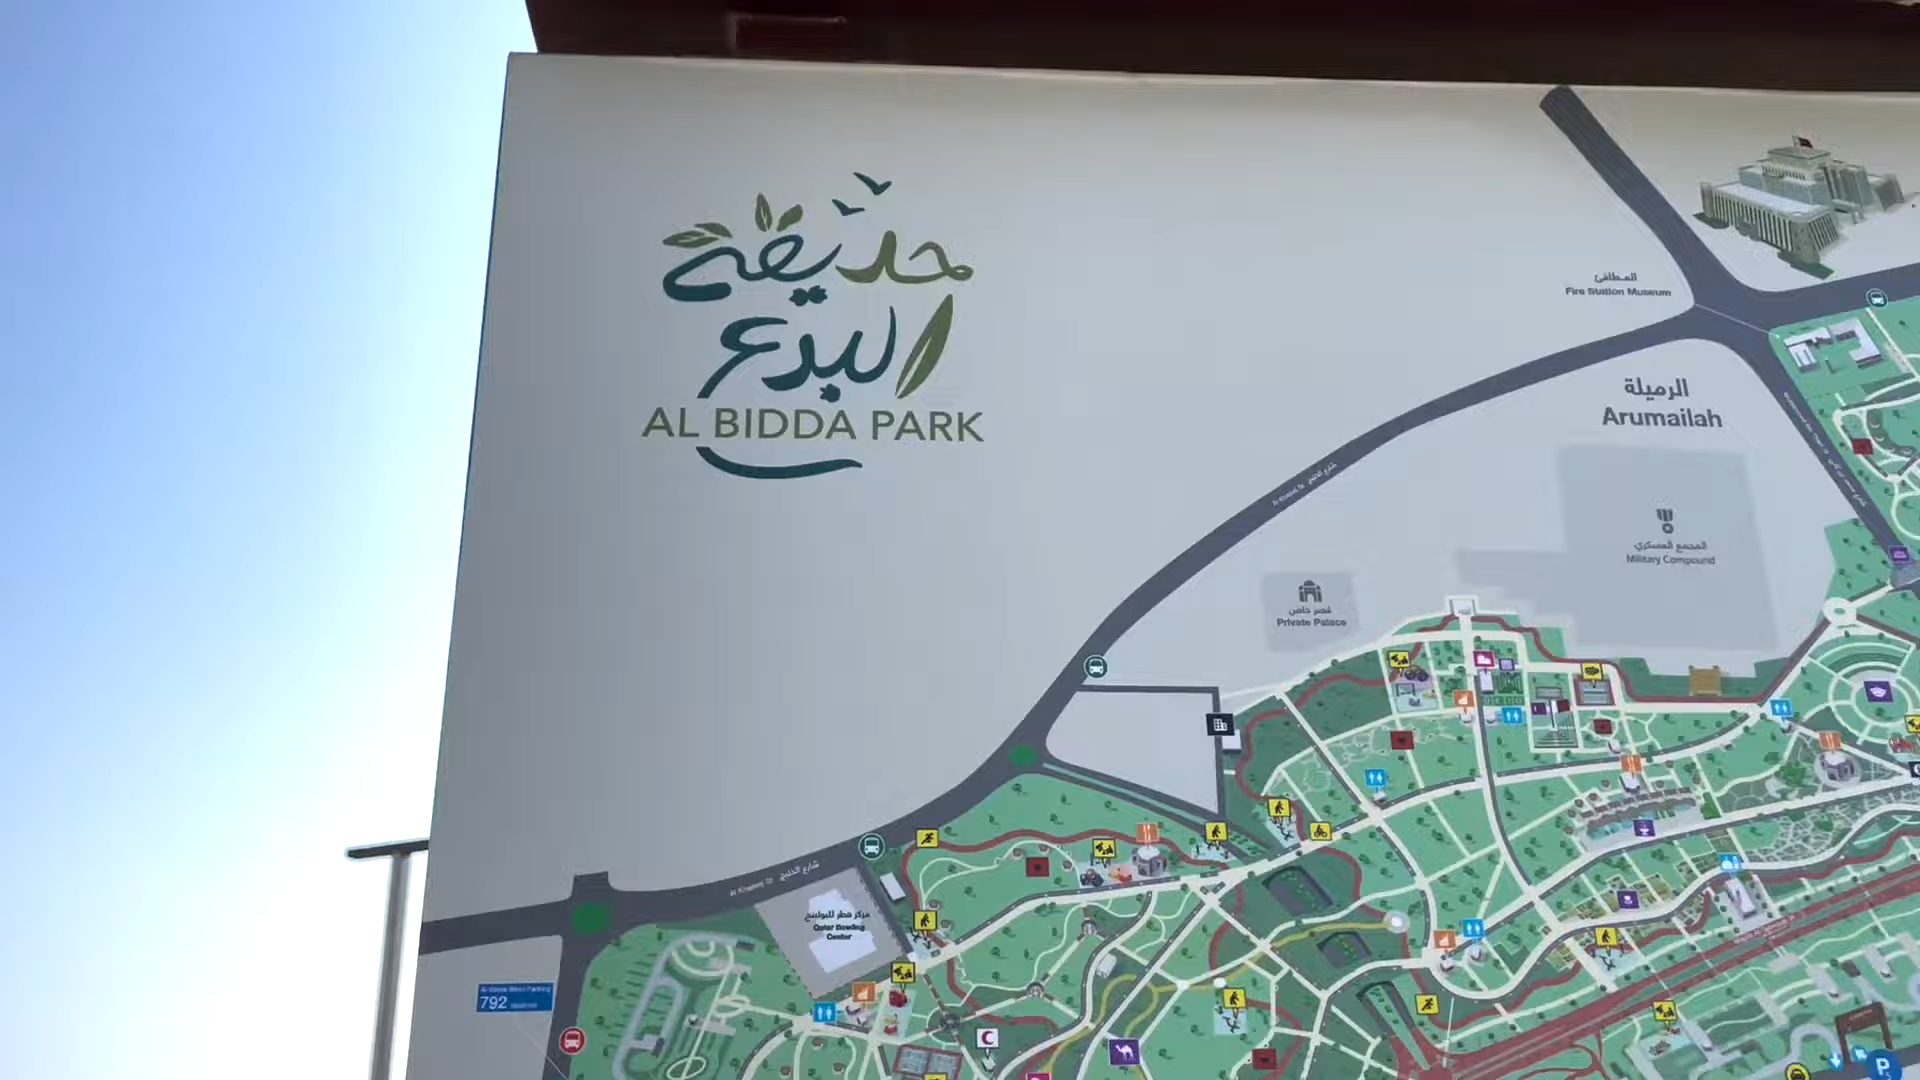 حديقة
البدع
AL BIDDA PARK
المطافئ
Fire Station Museum
الرميلة
Arumailah
المجمع العسكري
Military Compound
قصر خاص
Private Palace
شارع الخليج
Al Khaleej St
مركز قطر للبولينج
Qatar Bowling
Center
792
P